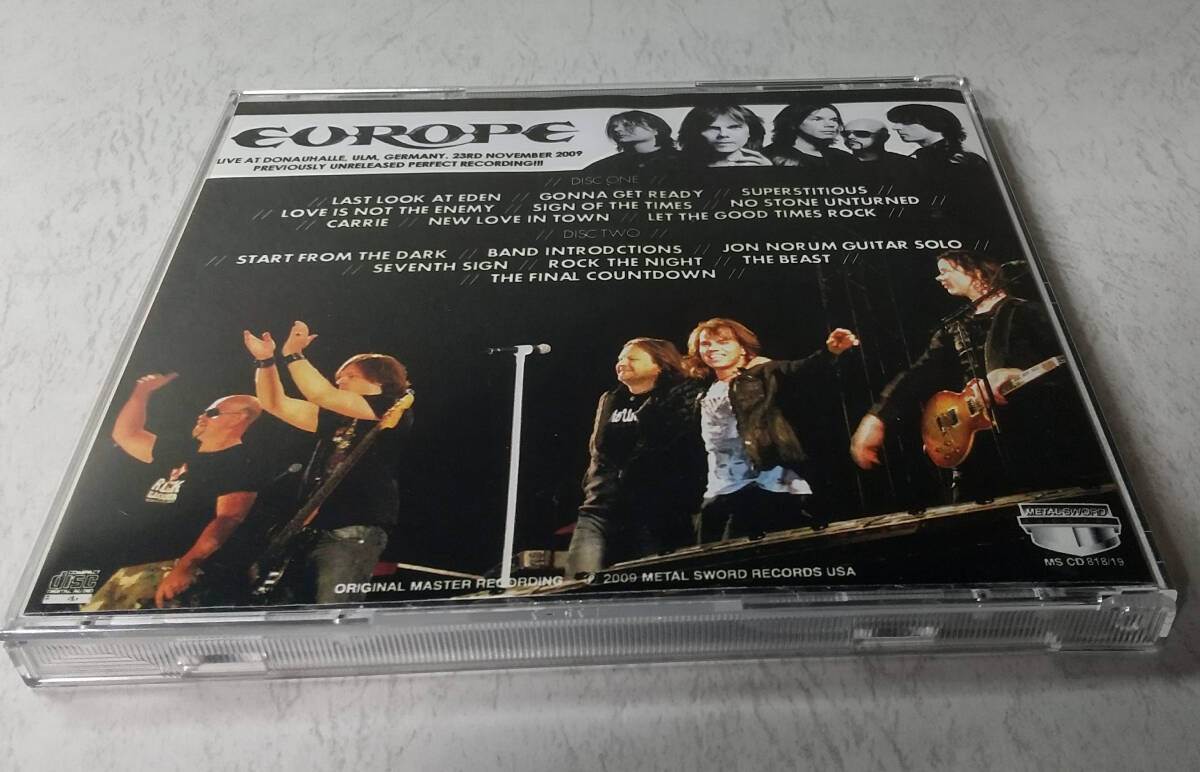 EUROPE
LIVE AT DONAUHALLE, ULM, GERMANY. 23RD NOVEMBER 2009
PREVIOUSLY UNRELEASED PERFECT RECORDING!!!
// DISC ONE //
// LAST LOOK AT EDEN // GONNA GET READY // SUPERSTITIOUS //
// LOVE IS NOT THE ENEMY // SIGN OF THE TIMES // NO STONE UNTURNED //
// CARRIE // NEW LOVE IN TOWN // LET THE GOOD TIMES ROCK //
// DISC TWO //
// START FROM THE DARK // BAND INTRODCTIONS // JON NORUM GUITAR SOLO //
// SEVENTH SIGN // ROCK THE NIGHT // THE BEAST //
// THE FINAL COUNTDOWN //
METAL SWORD
MS CD 818/19
COMPACT
disc
DIGITAL AUDIO
ORIGINAL MASTER RECORDING ℗ 2009 METAL SWORD RECORDS USA